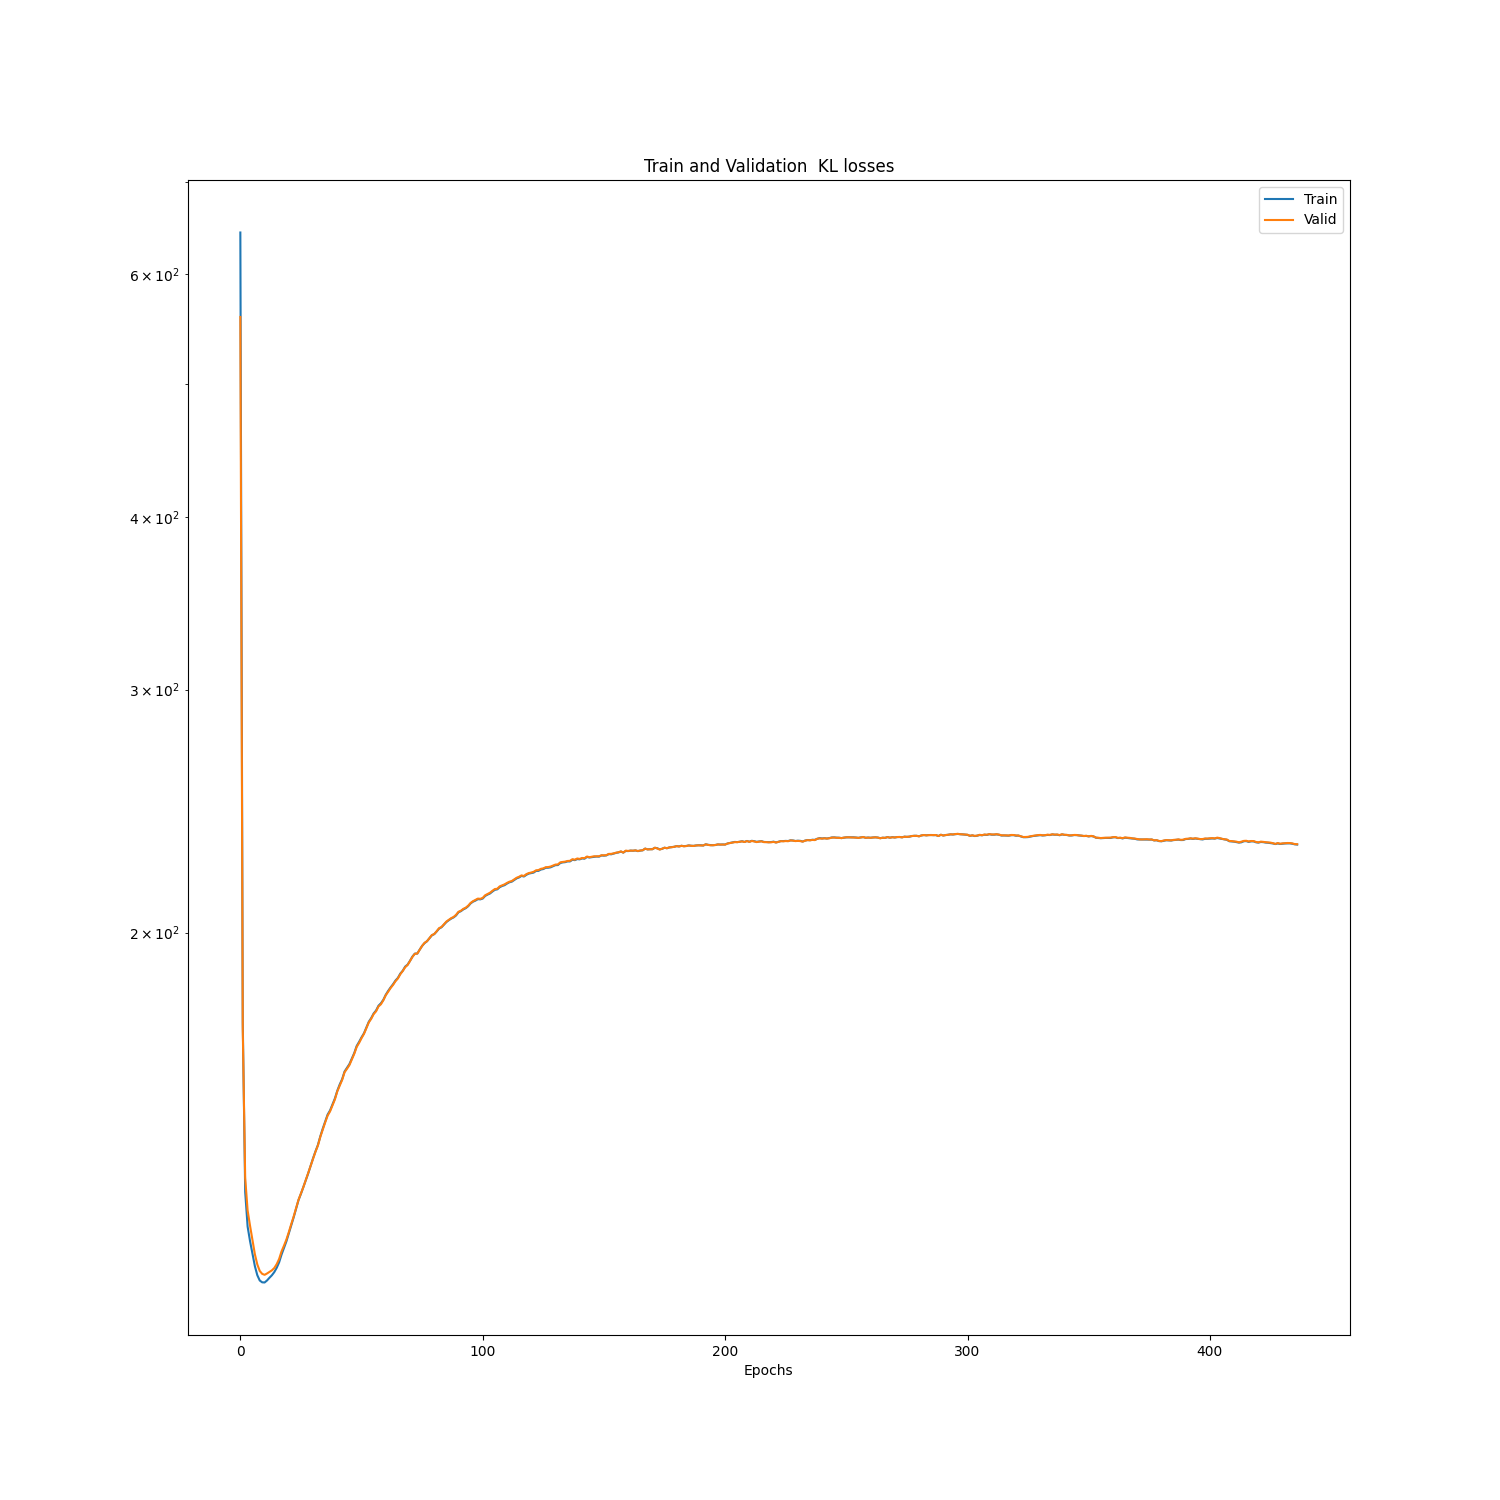 Train and Validation  KL losses
Train
Valid
6 × 10²
4 × 10²
3 × 10²
2 × 10²
0 100 200 300 400
Epochs